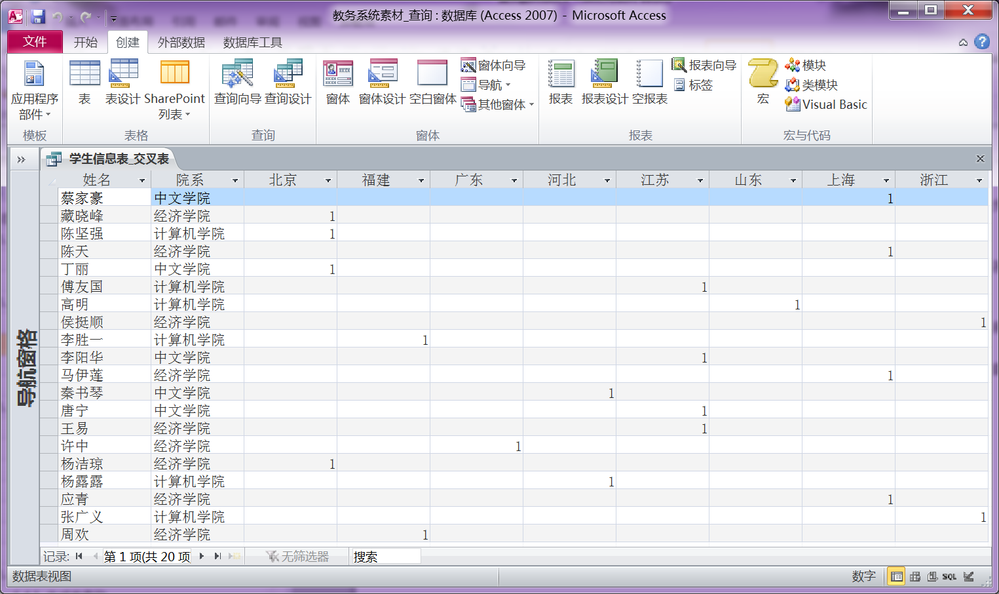 教务系统素材_查询 : 数据库 (Access 2007) - Microsoft Access
文件 开始 创建 外部数据 数据库工具
应用程序部件 表 表设计 SharePoint 列表 查询向导 查询设计 窗体 窗体设计 空白窗体 窗体向导 导航 其他窗体 报表 报表设计 空报表 报表向导 标签 宏 模块 类模块 Visual Basic
模板 表格 查询 窗体 报表 宏与代码
学生信息表_交叉表
导航窗格
姓名 院系 北京 福建 广东 河北 江苏 山东 上海 浙江
蔡家豪 中文学院 1
藏晓峰 经济学院 1
陈坚强 计算机学院 1
陈天 经济学院 1
丁丽 中文学院 1
傅友国 计算机学院 1
高明 计算机学院 1
侯挺顺 经济学院 1
李胜一 计算机学院 1
李阳华 中文学院 1
马伊莲 经济学院 1
秦书琴 中文学院 1
唐宁 中文学院 1
王易 经济学院 1
许中 经济学院 1
杨洁琼 经济学院 1
杨露露 计算机学院 1
应青 经济学院 1
张广义 计算机学院 1
周欢 经济学院 1
记录: 第 1 项(共 20 项 无筛选器 搜索
数据表视图 数字 SQL